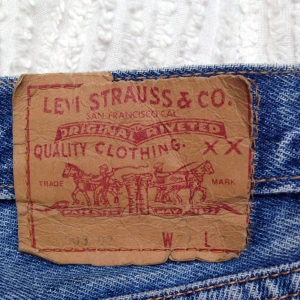 LEVI STRAUSS & CO.
SAN FRANCISCO CAL
ORIGINAL RIVETED
QUALITY CLOTHING. XX
TRADE MARK
W L